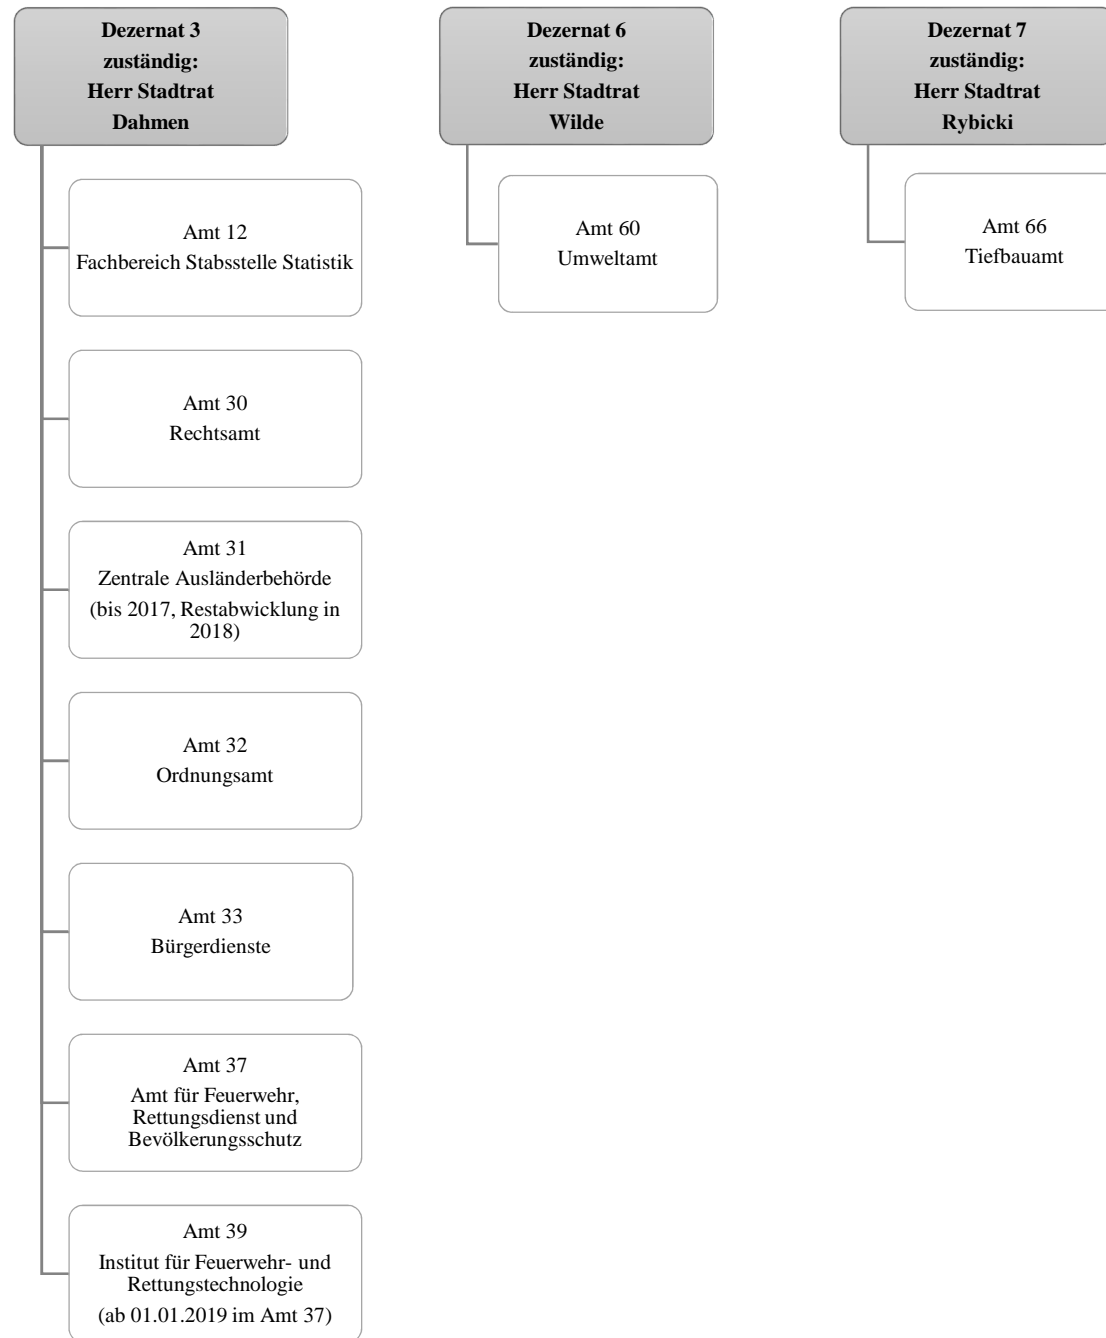 Dezernat 3
zuständig:
Herr Stadtrat
Dahmen
Amt 12
Fachbereich Stabsstelle Statistik
Amt 30
Rechtsamt
Amt 31
Zentrale Ausländerbehörde
(bis 2017, Restabwicklung in
2018)
Amt 32
Ordnungsamt
Amt 33
Bürgerdienste
Amt 37
Amt für Feuerwehr,
Rettungsdienst und
Bevölkerungsschutz
Amt 39
Institut für Feuerwehr- und
Rettungstechnologie
(ab 01.01.2019 im Amt 37)
Dezernat 6
zuständig:
Herr Stadtrat
Wilde
Amt 60
Umweltamt
Dezernat 7
zuständig:
Herr Stadtrat
Rybicki
Amt 66
Tiefbauamt